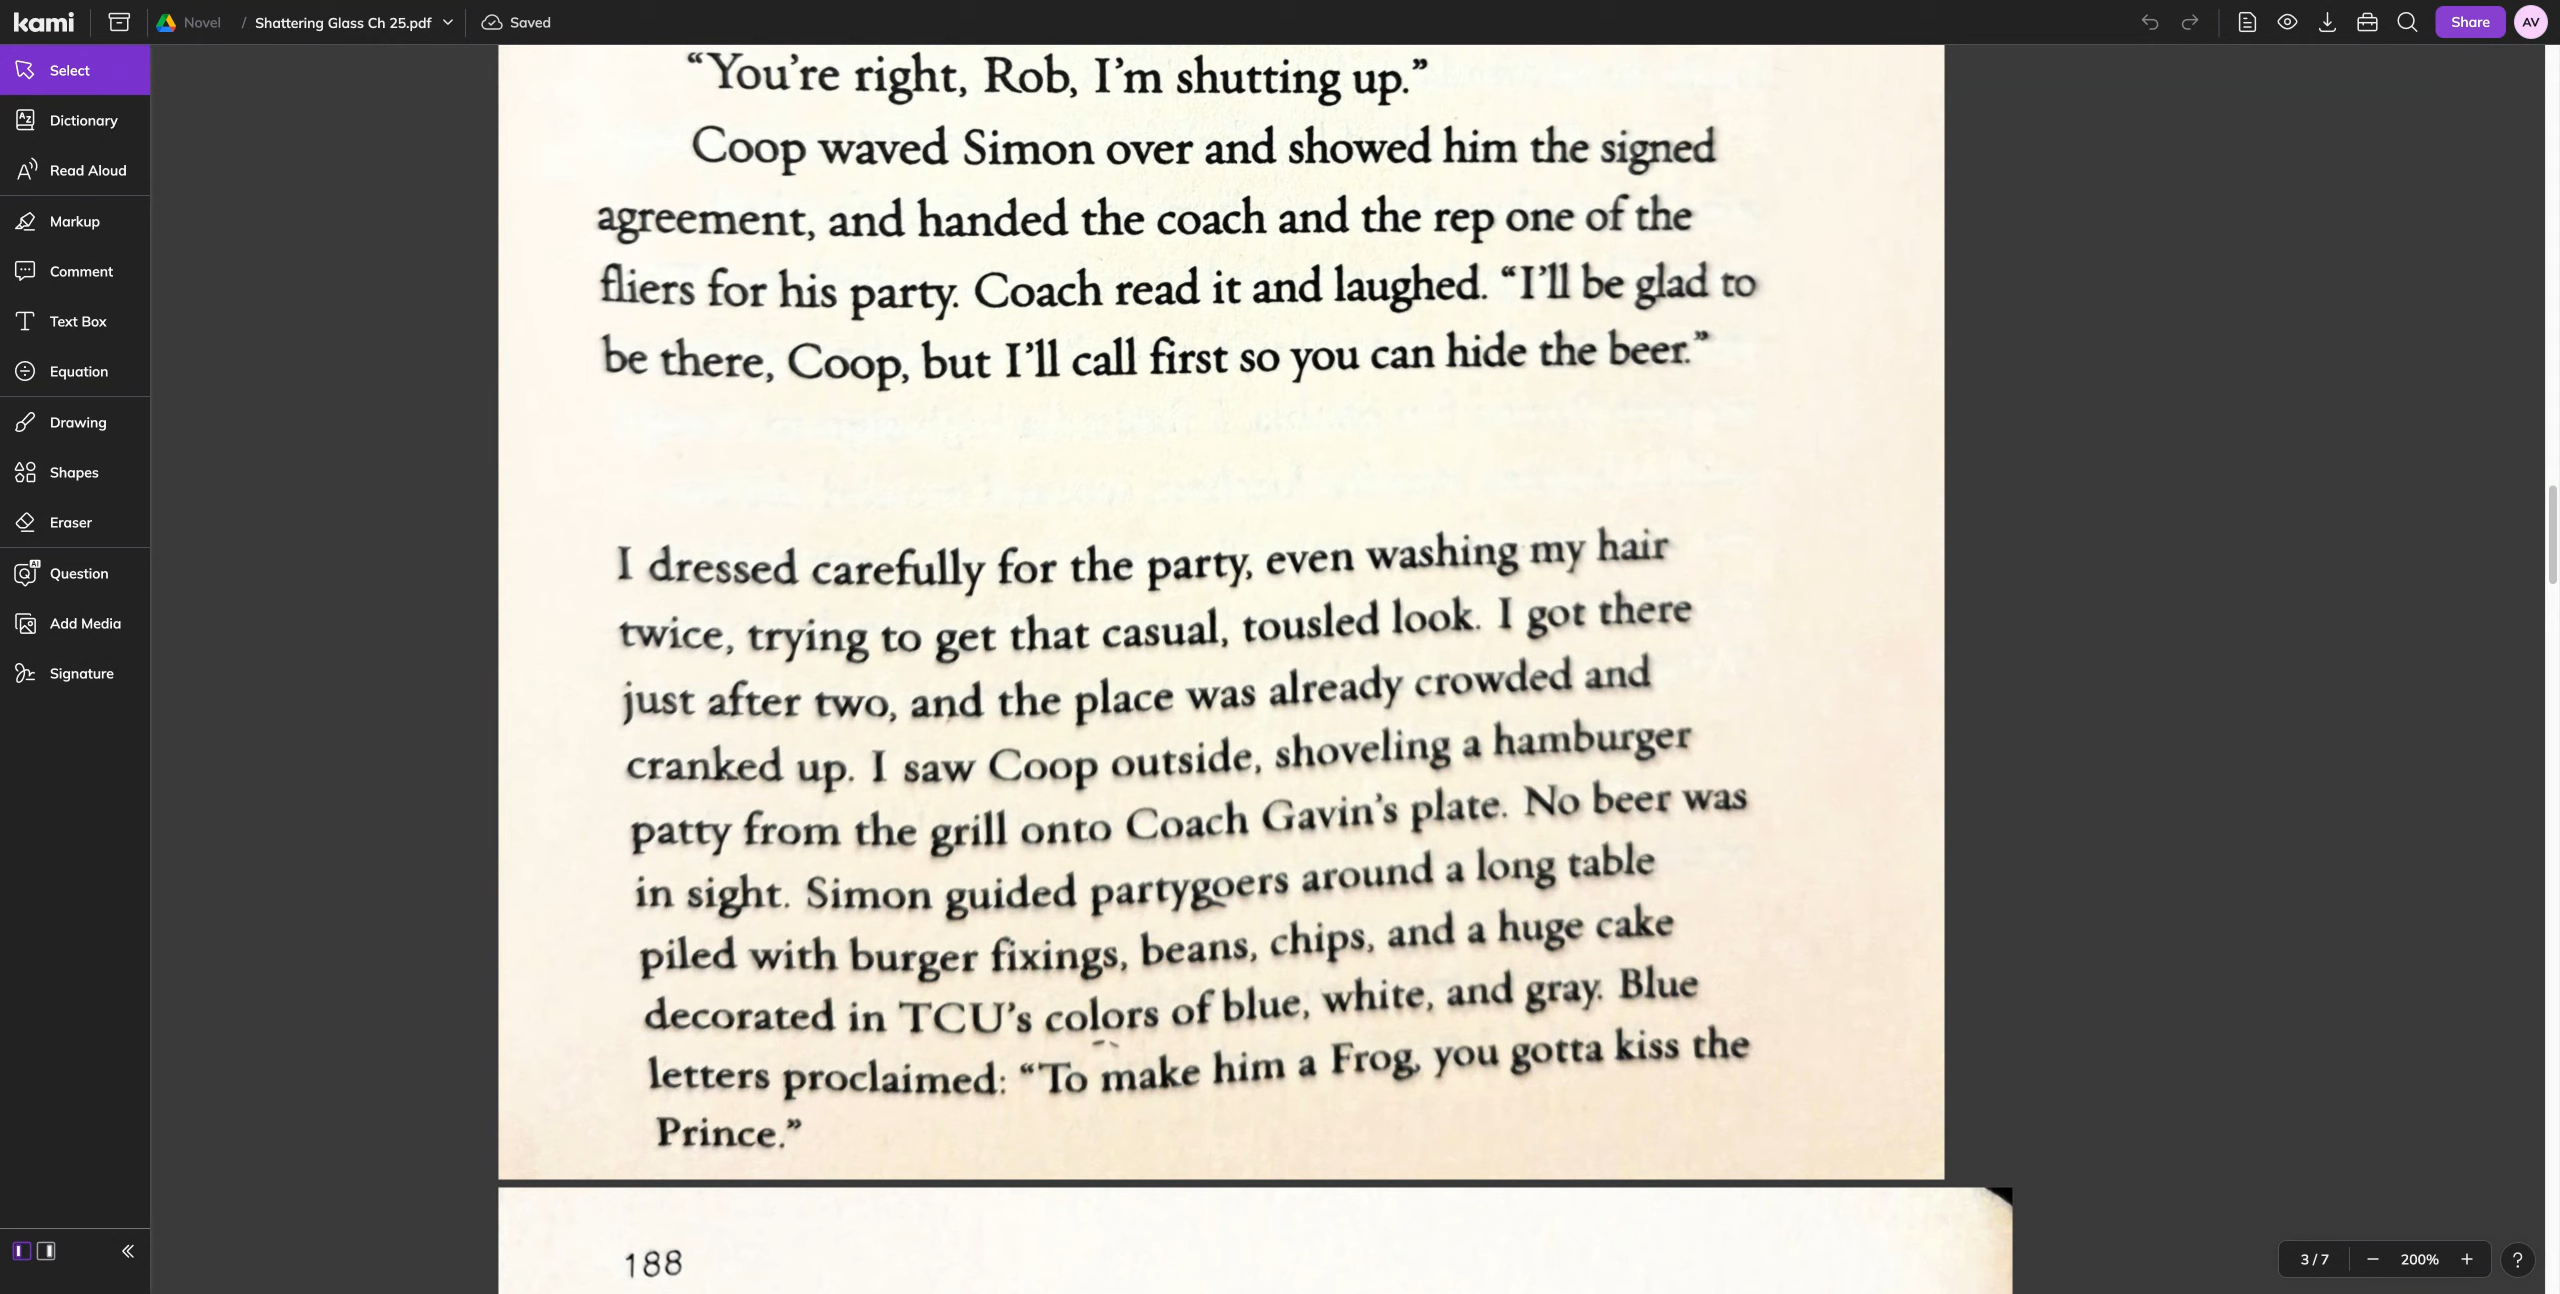 kami
Novel / Shattering Glass Ch 25.pdf
Saved
Share
AV
Select
Dictionary
Read Aloud
Markup
Comment
Text Box
Equation
Drawing
Shapes
Eraser
Question
AI
Add Media
Signature
“You’re right, Rob, I’m shutting up.”
Coop waved Simon over and showed him the signed
agreement, and handed the coach and the rep one of the
fliers for his party. Coach read it and laughed. “I’ll be glad to
be there, Coop, but I’ll call first so you can hide the beer.”
I dressed carefully for the party, even washing my hair
twice, trying to get that casual, tousled look. I got there
just after two, and the place was already crowded and
cranked up. I saw Coop outside, shoveling a hamburger
patty from the grill onto Coach Gavin’s plate. No beer was
in sight. Simon guided partygoers around a long table
piled with burger fixings, beans, chips, and a huge cake
decorated in TCU’s colors of blue, white, and gray. Blue
letters proclaimed: “To make him a Frog, you gotta kiss the
Prince.”
188
3 / 7
200%
?